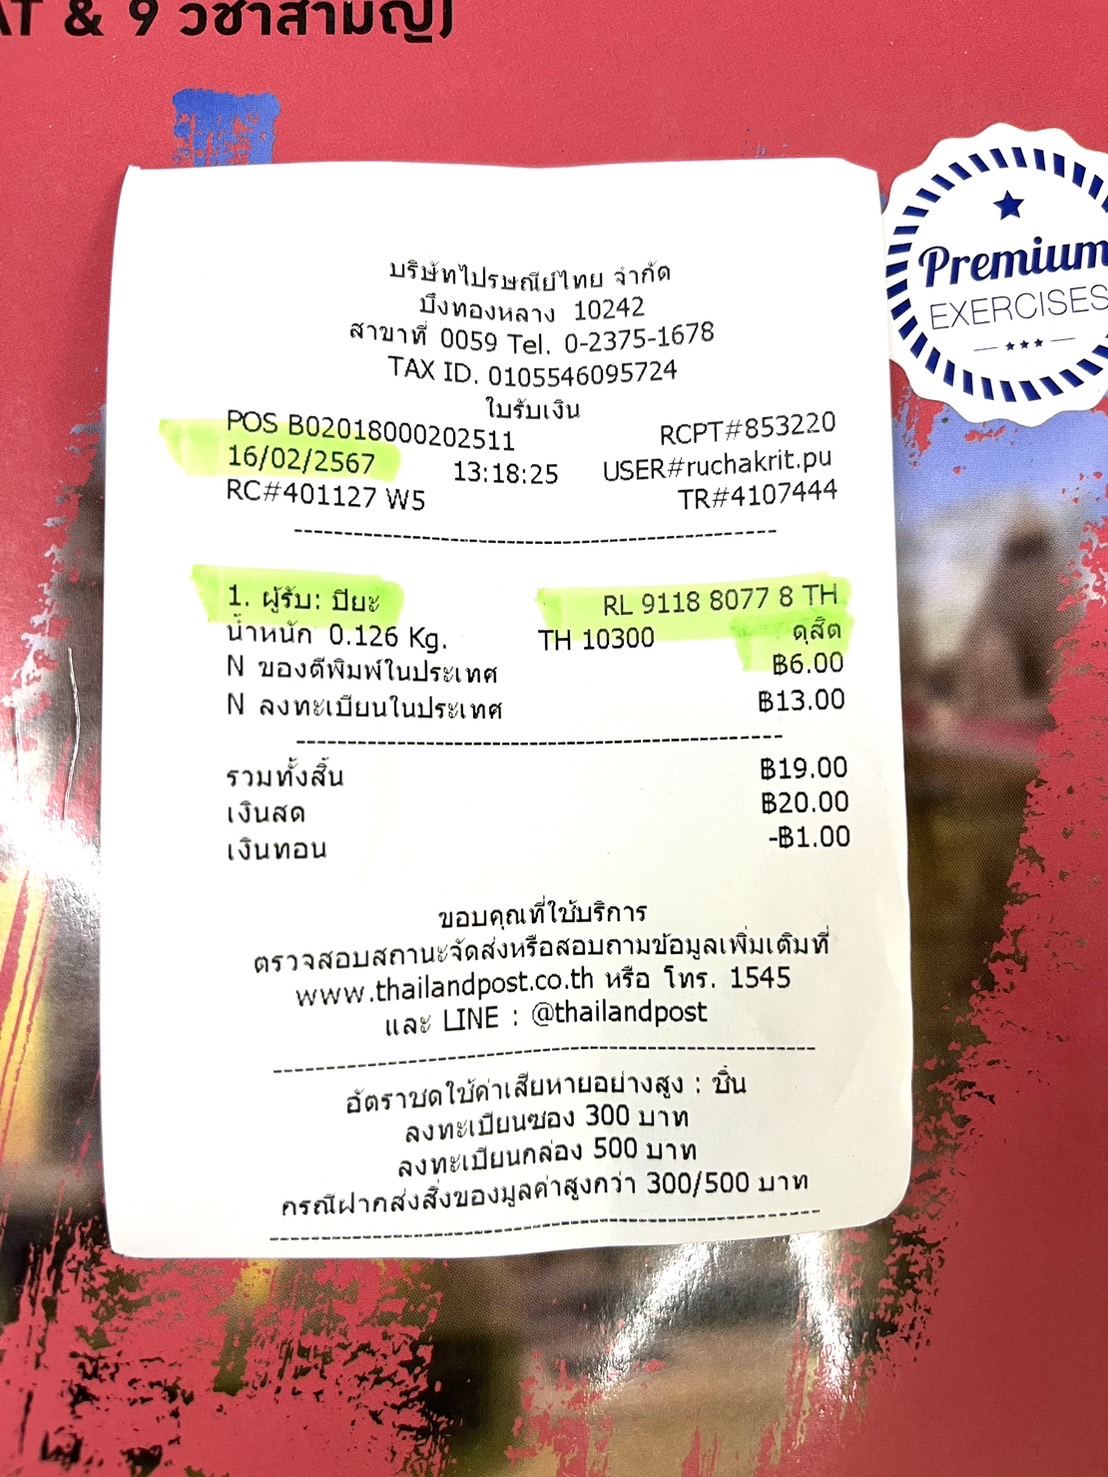 & 9 วิชาสามัญ)
Premium
EXERCISES
บริษัทไปรษณีย์ไทย จำกัด
บึงทองหลาง 10242
สาขาที่ 0059 Tel. 0-2375-1678
TAX ID. 0105546095724
ใบรับเงิน
POS B02018000202511 RCPT#853220
16/02/2567 13:18:25 USER#ruchakrit.pu
RC#401127 W5 TR#4107444
1. ผู้รับ: ปิยะ RL 9118 8077 8 TH
น้ำหนัก 0.126 Kg. TH 10300 ดุสิต
N ของตีพิมพ์ในประเทศ ฿6.00
N ลงทะเบียนในประเทศ ฿13.00
รวมทั้งสิ้น ฿19.00
เงินสด ฿20.00
เงินทอน -฿1.00
ขอบคุณที่ใช้บริการ
ตรวจสอบสถานะจัดส่งหรือสอบถามข้อมูลเพิ่มเติมที่
www.thailandpost.co.th หรือ โทร. 1545
และ LINE : @thailandpost
อัตราชดใช้ค่าเสียหายอย่างสูง : ชิ้น
ลงทะเบียนซอง 300 บาท
ลงทะเบียนกล่อง 500 บาท
กรณีฝากส่งสิ่งของมูลค่าสูงกว่า 300/500 บาท